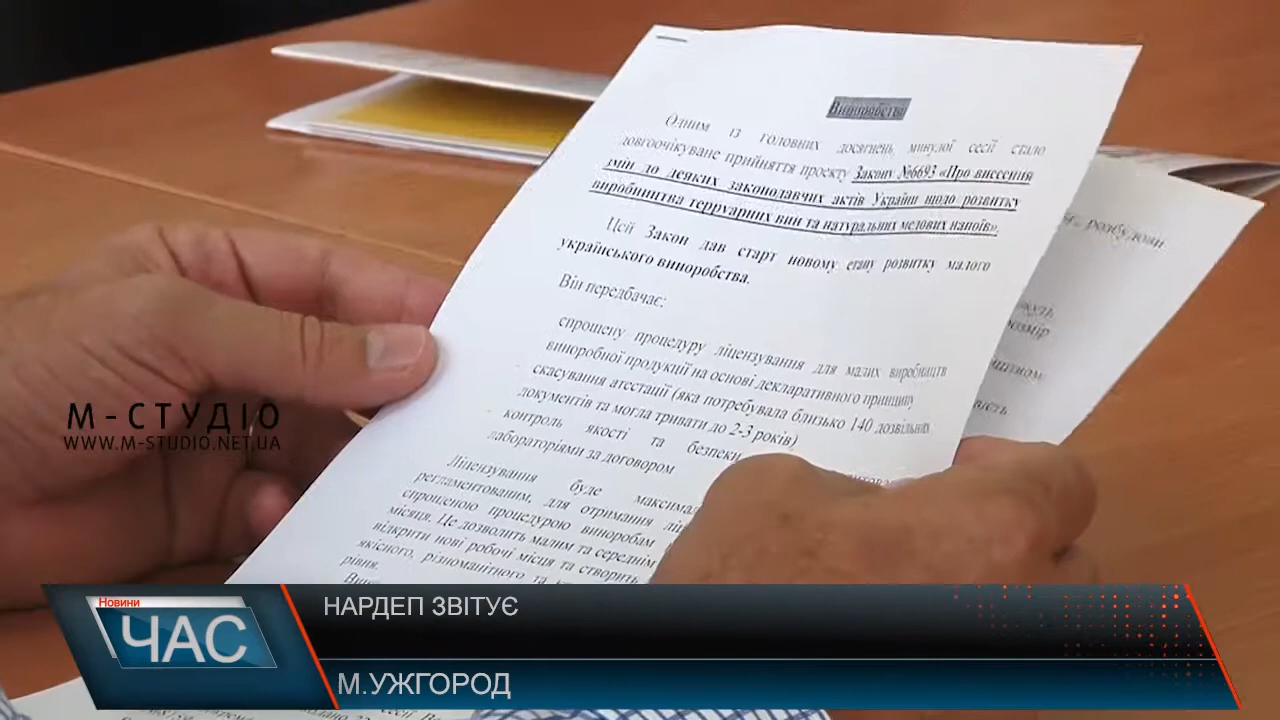 Виноробство
Одним із головних досягнень минулої сесії стало
довгоочікуване прийняття проекту Закону №6693 «Про внесення
змін до деяких законодавчих актів України щодо розвитку
виробництва терруарних вин та натуральних медових напоїв».
Цей Закон дав старт новому етапу розвитку малого
українського виноробства.
Він передбачає:
спрощену процедуру ліцензування для малих виробництв
виноробної продукції на основі декларативного принципу
скасування атестації (яка потребувала близько 140 дозвільних
документів та могла тривати до 2-3 років)
контроль якості та безпеки
лабораторіями за договором
Ліцензування буде
регламентованим, для отримання
спрощеною процедурою виноробам
місяця. Це дозволить малим та середнім
відкрити нові робочі місця та створить
якісного, різноманітного та
рівня.
розбудови
розмір
М-СТУДІО
WWW.M-STUDIO.NET.UA
Новини
ЧАС
НАРДЕП ЗВІТУЄ
М.УЖГОРОД